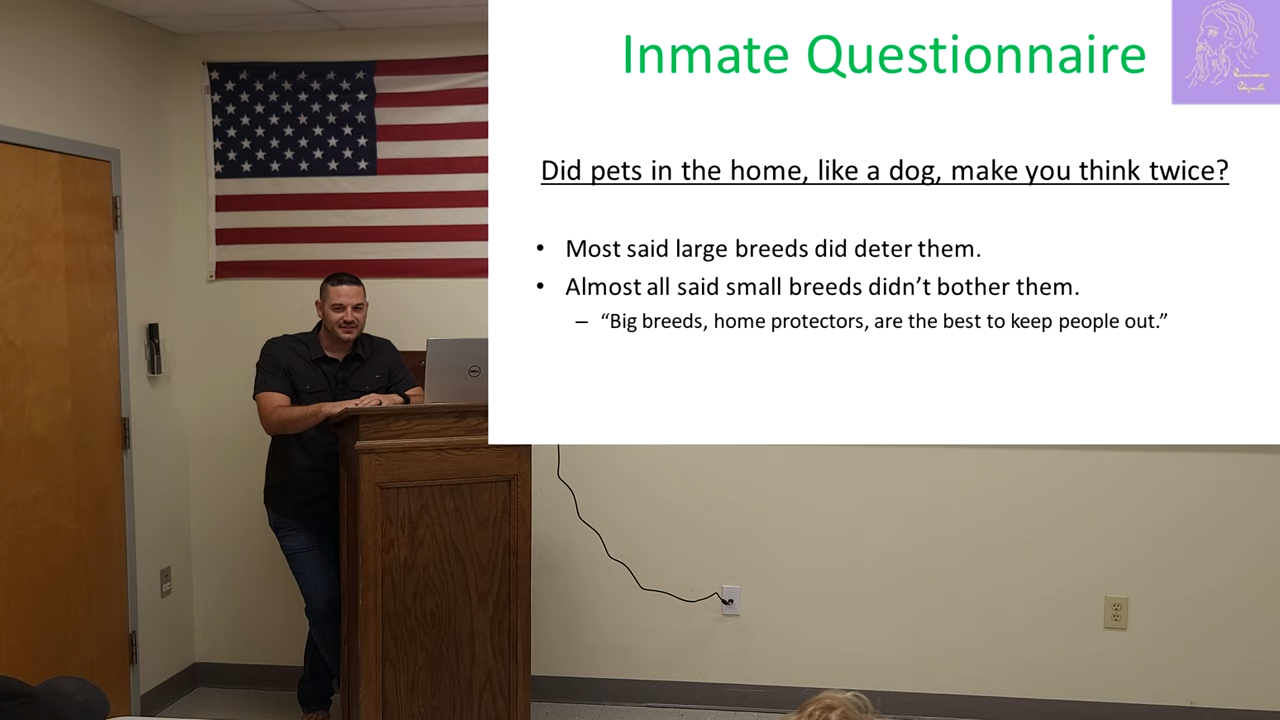 Inmate Questionnaire
Did pets in the home, like a dog, make you think twice?
• Most said large breeds did deter them.
• Almost all said small breeds didn’t bother them.
– “Big breeds, home protectors, are the best to keep people out.”
DELL